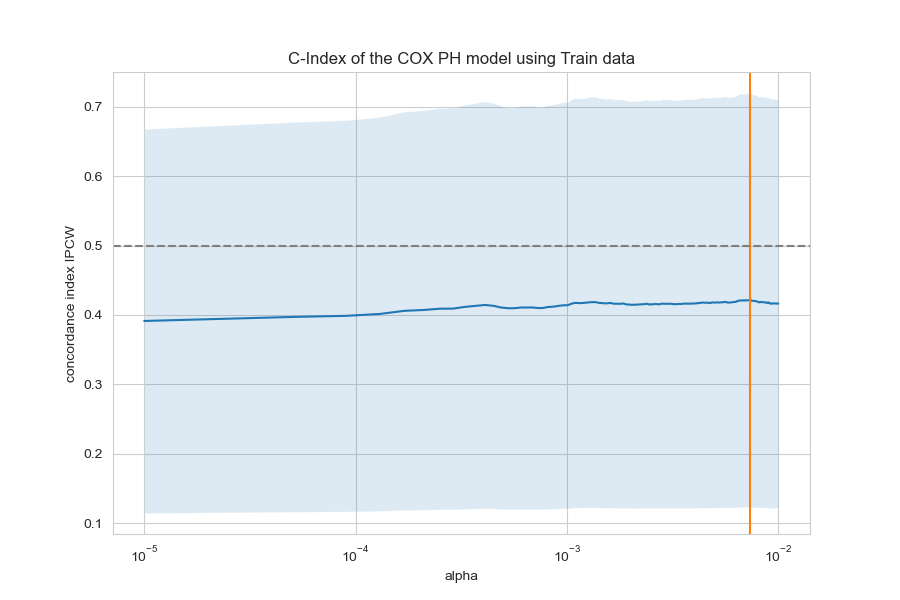 C-Index of the COX PH model using Train data
concordance index IPCW
0.7
0.6
0.5
0.4
0.3
0.2
0.1
10⁻⁵ 10⁻⁴ 10⁻³ 10⁻²
alpha